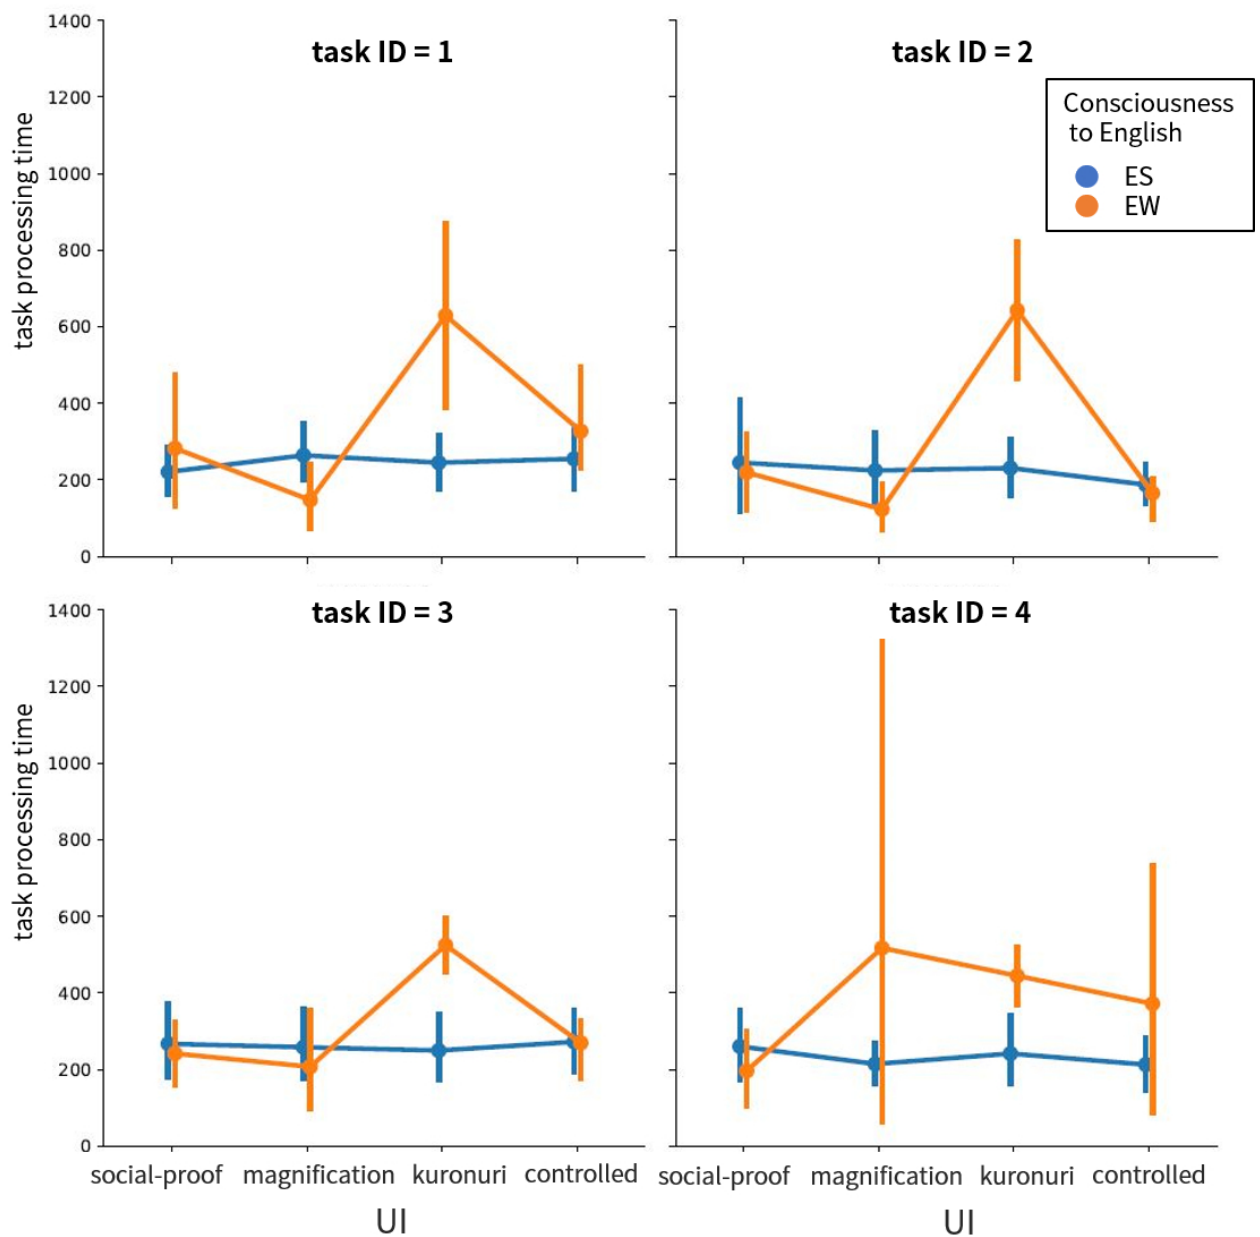 task ID = 1
task ID = 2
Consciousness
to English
ES
EW
1400
1200
1000
800
600
400
200
0
task processing time
task ID = 3
task ID = 4
1400
1200
1000
800
600
400
200
0
task processing time
social-proof magnification kuronuri controlled
social-proof magnification kuronuri controlled
UI
UI